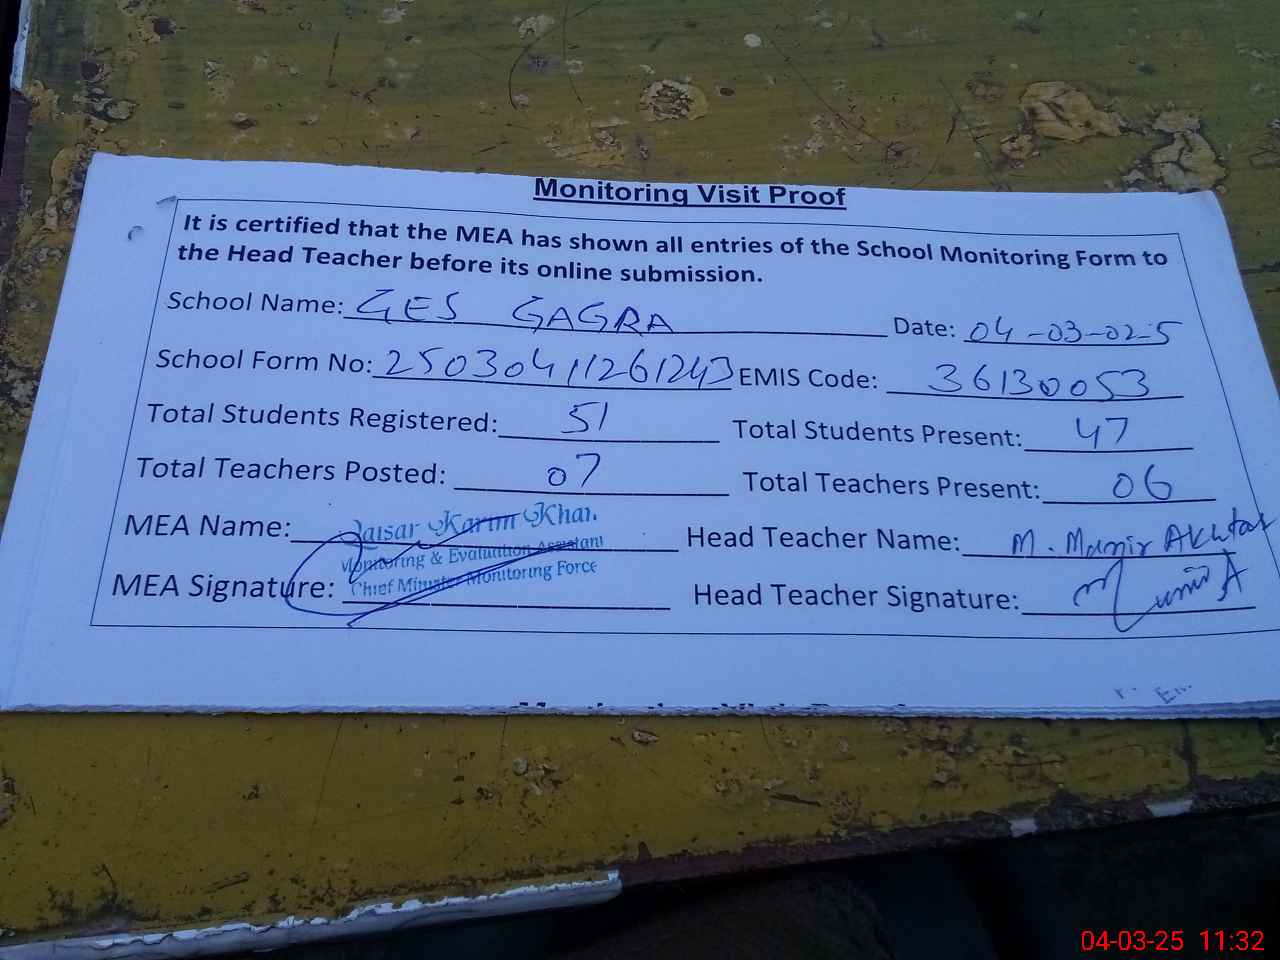 Monitoring Visit Proof
It is certified that the MEA has shown all entries of the School Monitoring Form to
the Head Teacher before its online submission.
School Name: GES GAGRA Date: 04-03-025
School Form No: 25030411261243 EMIS Code: 36130053
Total Students Registered: 51 Total Students Present: 47
Total Teachers Posted: 07 Total Teachers Present: 06
MEA Name: Qaisar Karim Khan Head Teacher Name: M. Munir Akhtar
Monitoring & Evaluation Assistant
MEA Signature: Chief Minister Monitoring Force Head Teacher Signature:
04-03-25 11:32